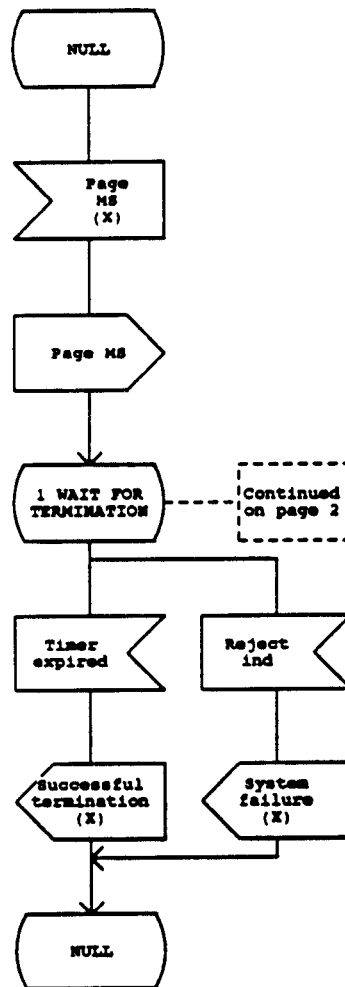 NULL
Page
MS
(X)
Page MS
1 WAIT FOR
TERMINATION
Continued
on page 2
Timer
expired
Reject
ind
Successful
termination
(X)
System
failure
(X)
NULL